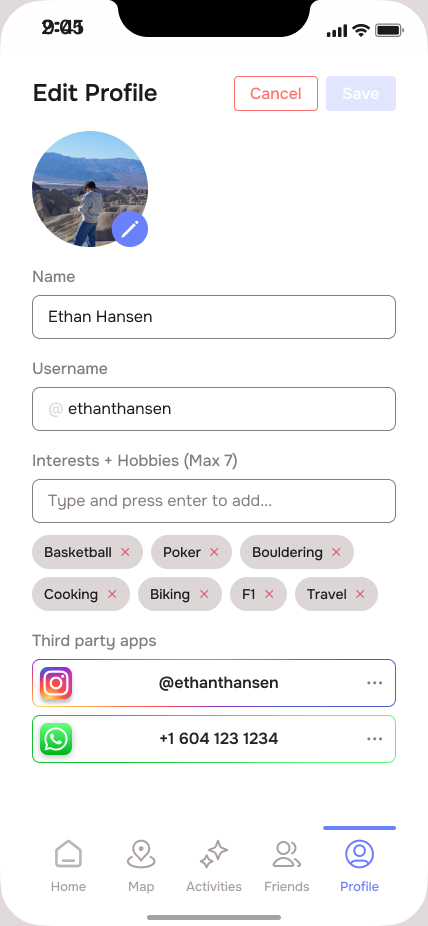 Edit Profile
Cancel
Save
Name
Ethan Hansen
Username
@ ethanthansen
Interests + Hobbies (Max 7)
Type and press enter to add...
Basketball × Poker × Bouldering ×
Cooking × Biking × F1 × Travel ×
Third party apps
@ethanthansen
+1 604 123 1234
Home Map Activities Friends Profile